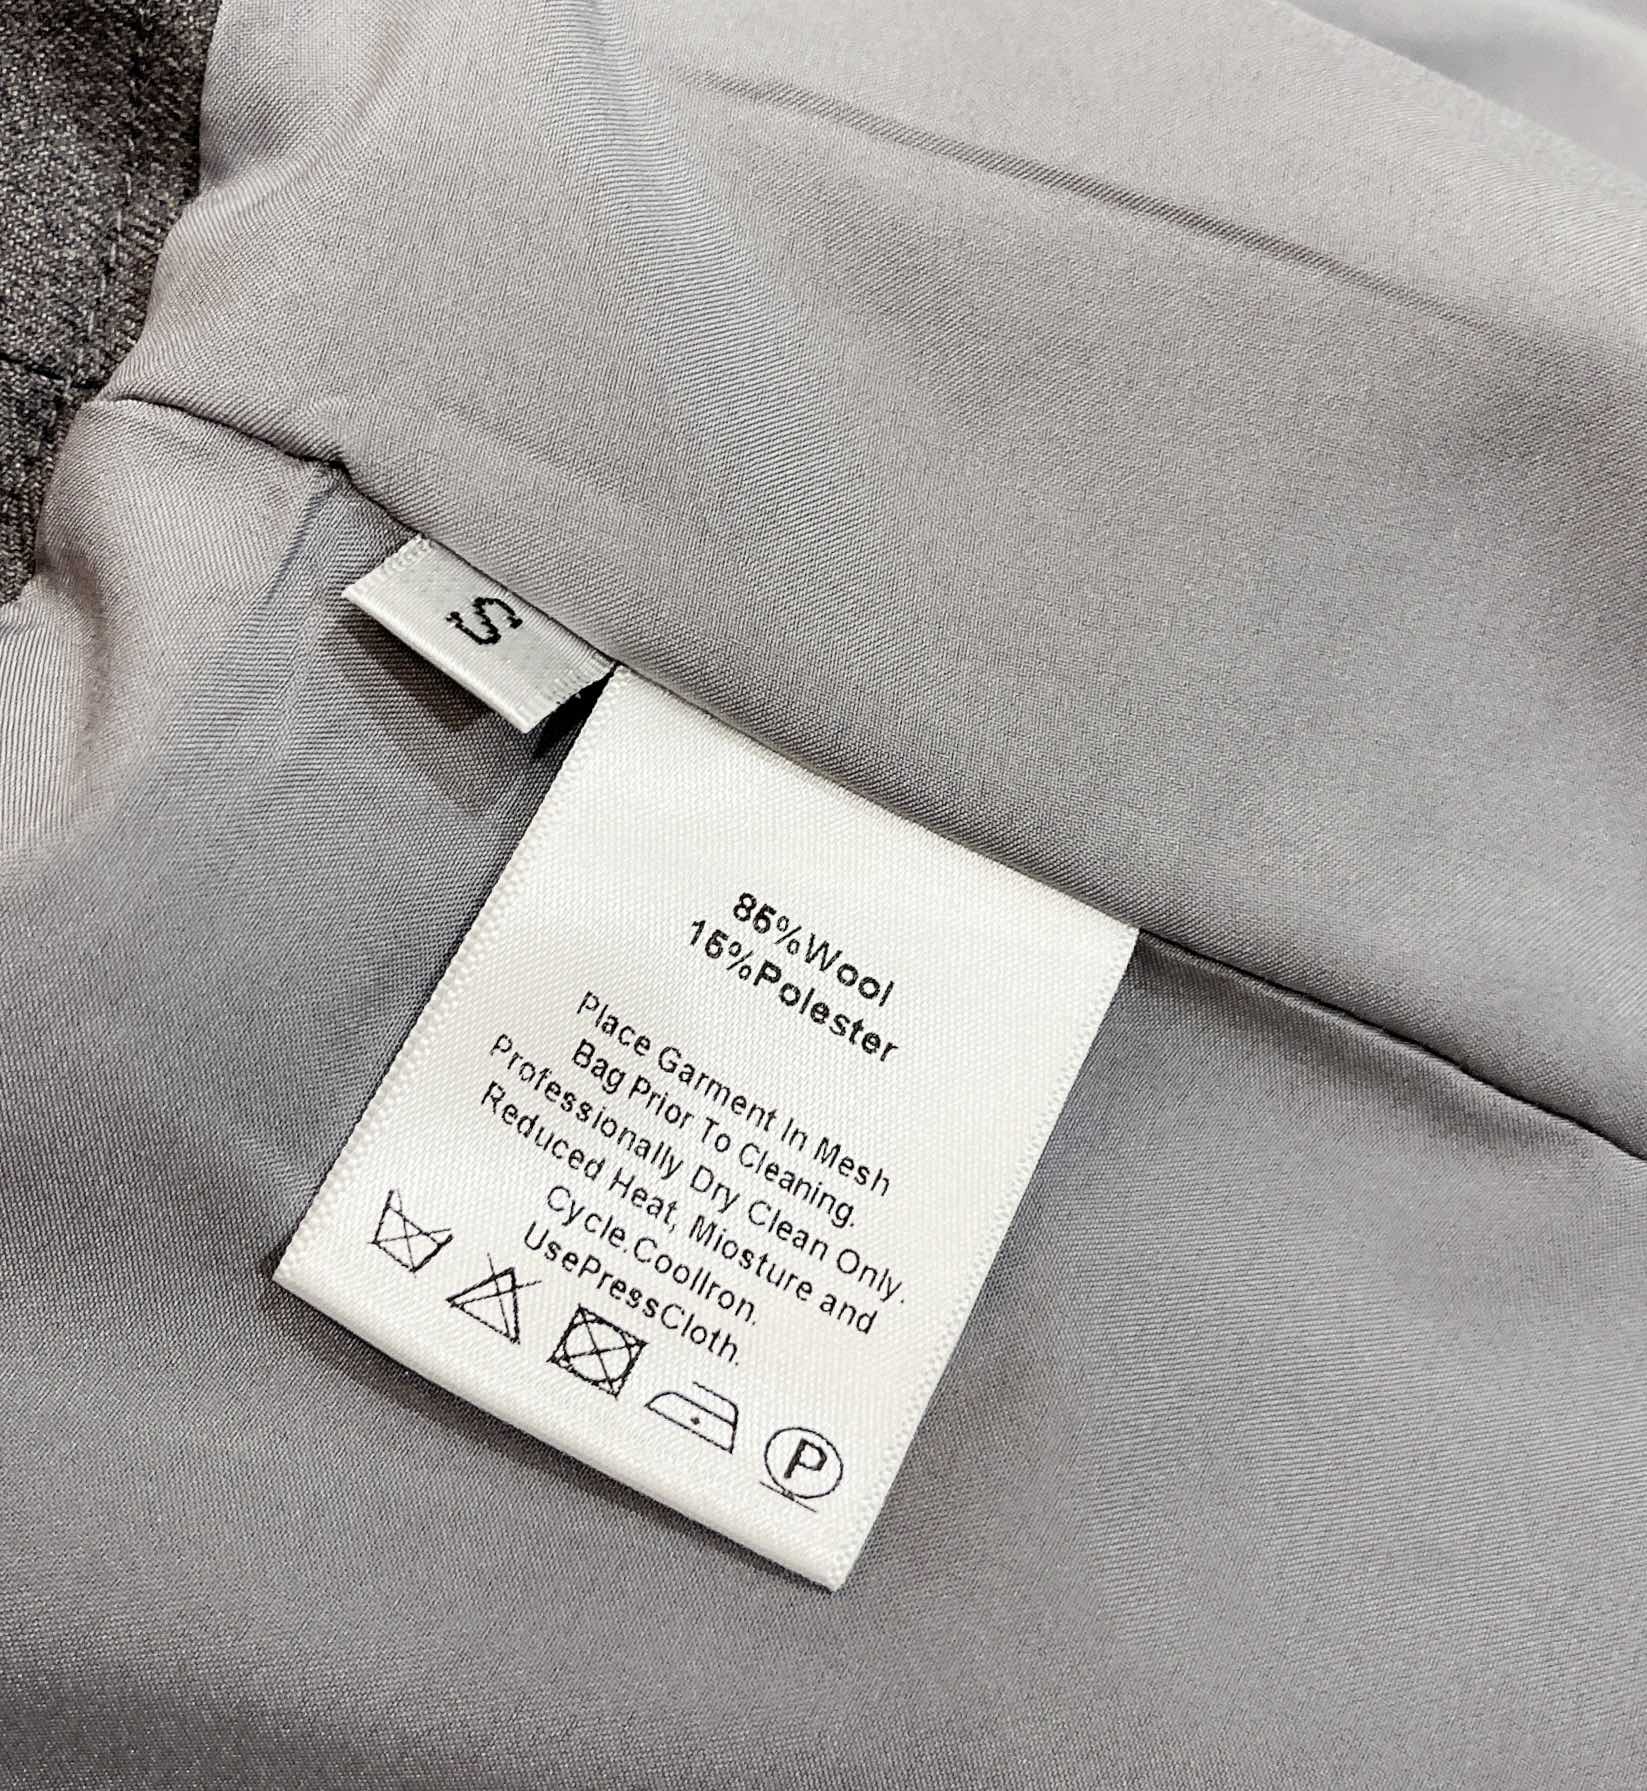 S
85%Wool
15%Polester
Place Garment In Mesh
Bag Prior To Cleaning.
Professionally Dry Clean Only.
Reduced Heat, Miosture and
Cycle.CoolIron.
UsePressCloth.
P